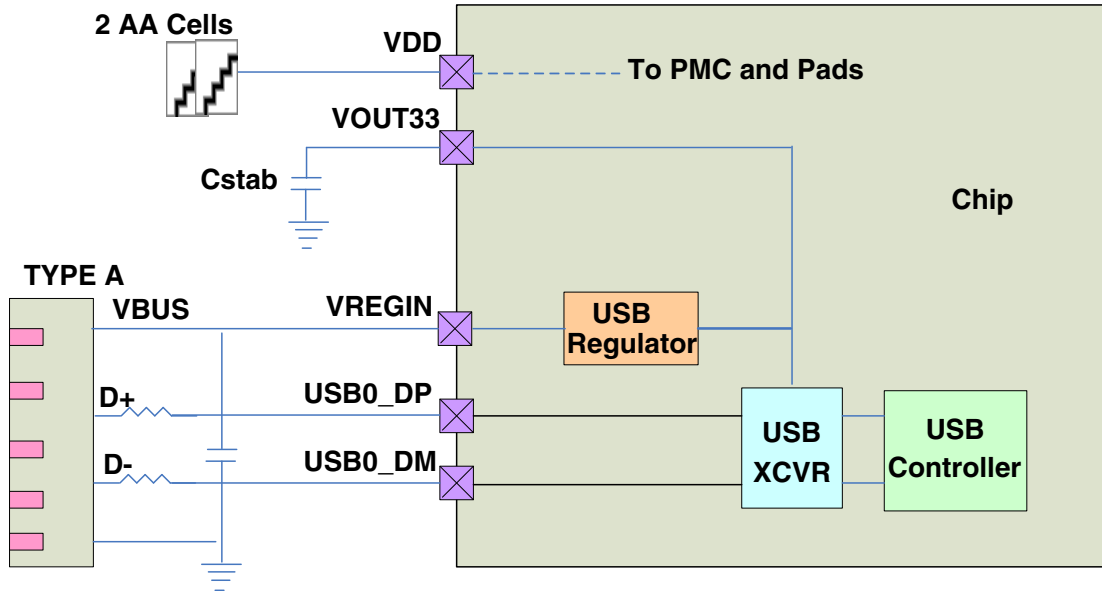 2 AA Cells
VDD
To PMC and Pads
VOUT33
Cstab
Chip
TYPE A
VBUS
VREGIN
USB
Regulator
D+
USB0_DP
D-
USB0_DM
USB
XCVR
USB
Controller